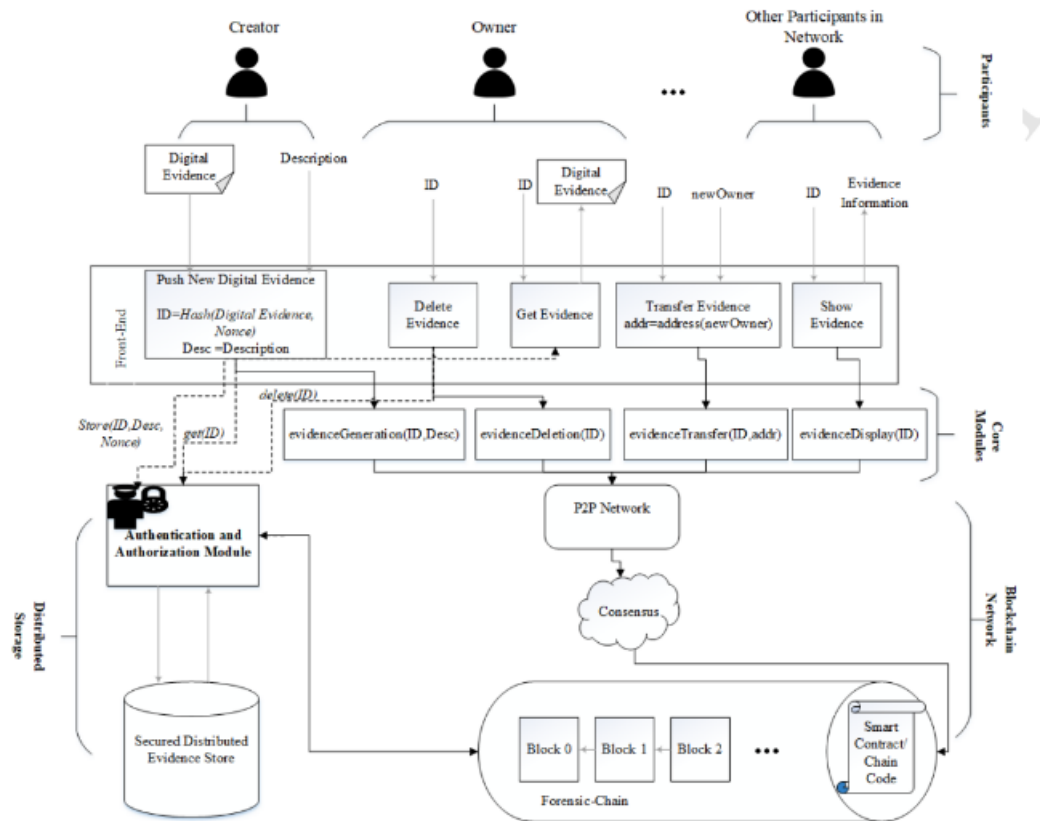 Creator
Owner
Other Participants in
Network
Participants
Digital
Evidence
Description
ID
ID
Digital
Evidence
ID
newOwner
ID
Evidence
Information
Front-End
Push New Digital Evidence
ID=Hash(Digital Evidence,
Nonce)
Desc =Description
Delete
Evidence
Get Evidence
Transfer Evidence
addr=address(newOwner)
Show
Evidence
Store(ID,Desc,
Nonce)
get(ID)
delete(ID)
evidenceGeneration(ID,Desc)
evidenceDeletion(ID)
evidenceTransfer(ID,addr)
evidenceDisplay(ID)
Core
Modules
Authentication and
Authorization Module
P2P Network
Consensus
Distributed
Storage
Blockchain
Network
Secured Distributed
Evidence Store
Block 0
Block 1
Block 2
Smart
Contract/
Chain
Code
Forensic-Chain